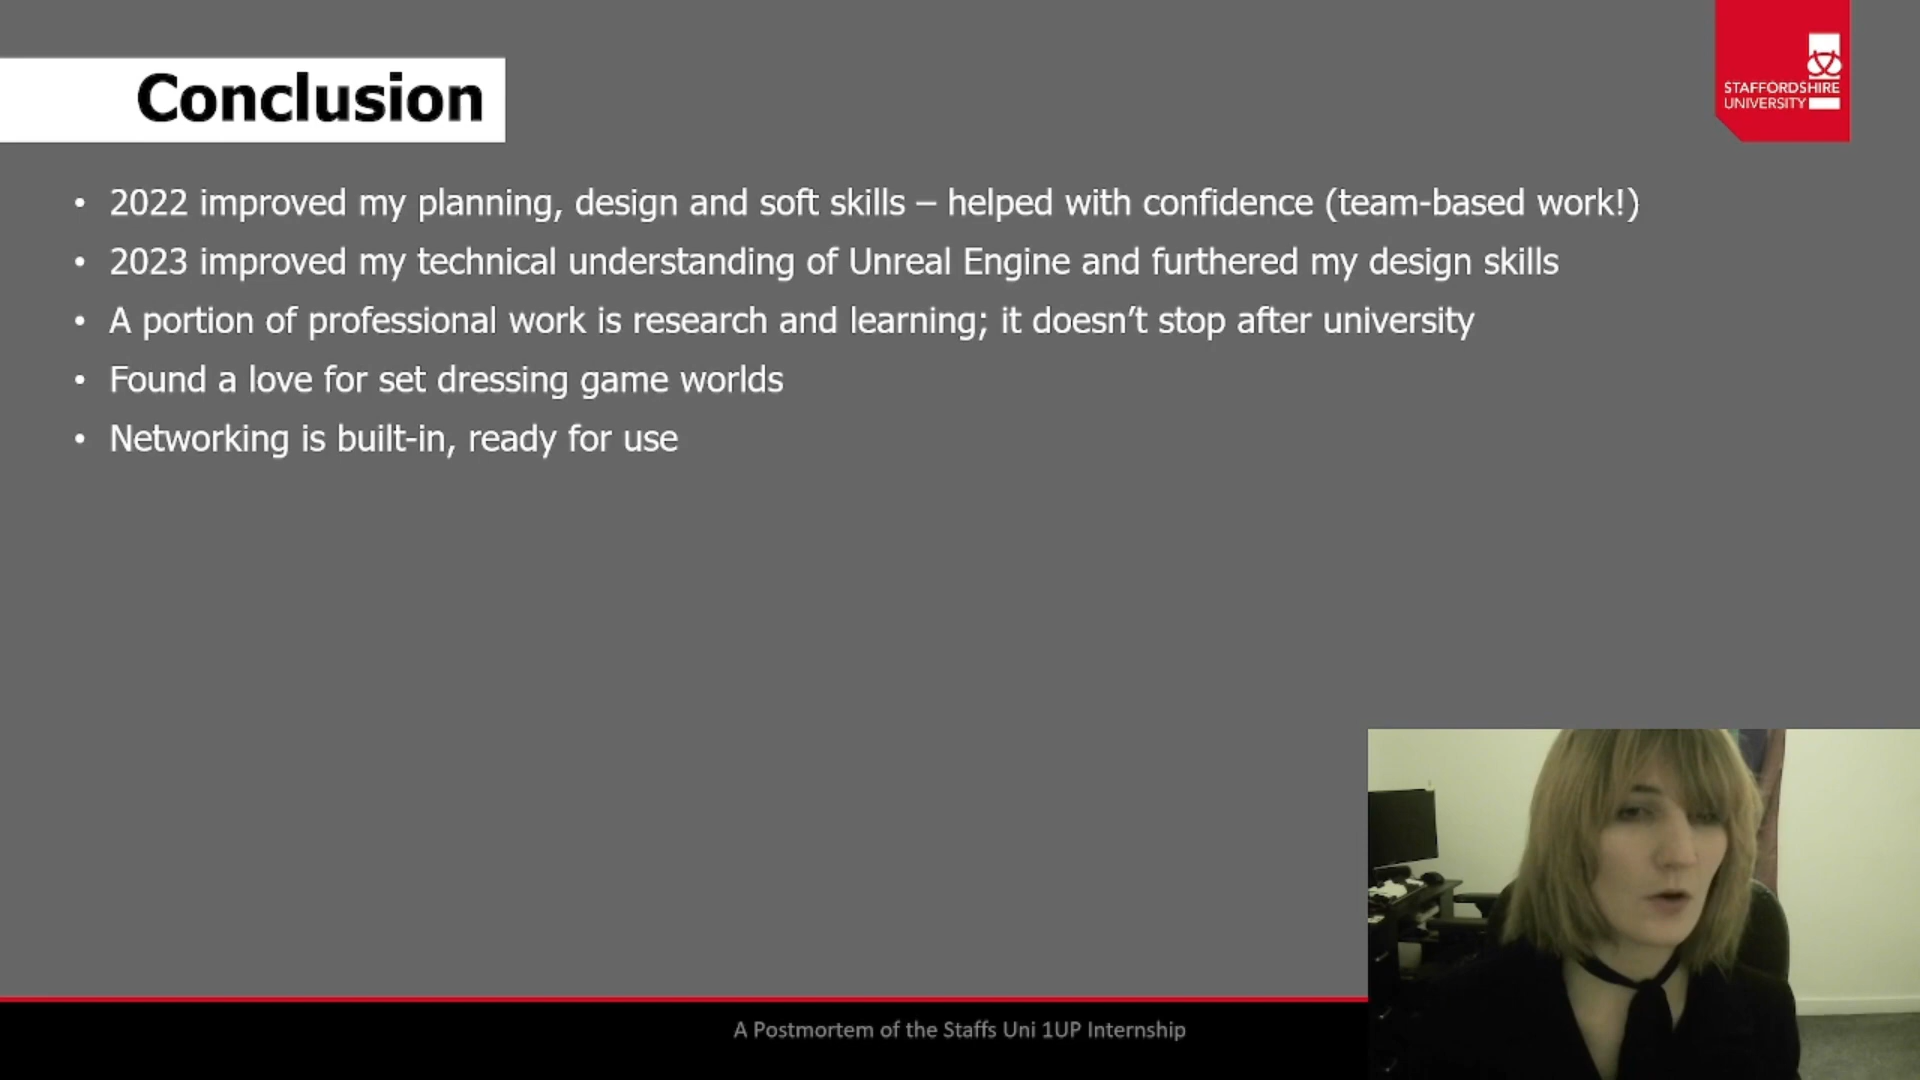 Conclusion
STAFFORDSHIRE
UNIVERSITY
• 2022 improved my planning, design and soft skills – helped with confidence (team-based work!)
• 2023 improved my technical understanding of Unreal Engine and furthered my design skills
• A portion of professional work is research and learning; it doesn’t stop after university
• Found a love for set dressing game worlds
• Networking is built-in, ready for use
A Postmortem of the Staffs Uni 1UP Internship